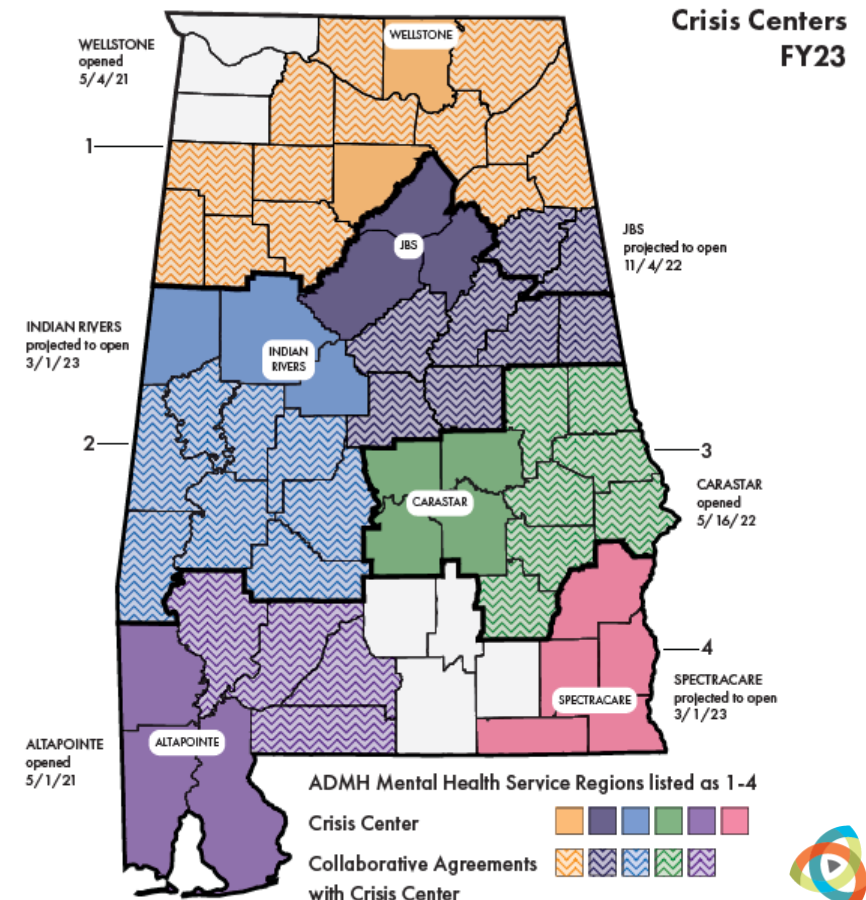 Crisis Centers
FY23
WELLSTONE
opened
5/4/21
WELLSTONE
1
JBS
JBS
projected to open
11/4/22
INDIAN RIVERS
projected to open
3/1/23
INDIAN
RIVERS
2
3
CARASTAR
CARASTAR
opened
5/16/22
4
SPECTRACARE
projected to open
3/1/23
SPECTRACARE
ALTAPOINTE
opened
5/1/21
ALTAPOINTE
ADMH Mental Health Service Regions listed as 1-4
Crisis Center
Collaborative Agreements
with Crisis Center